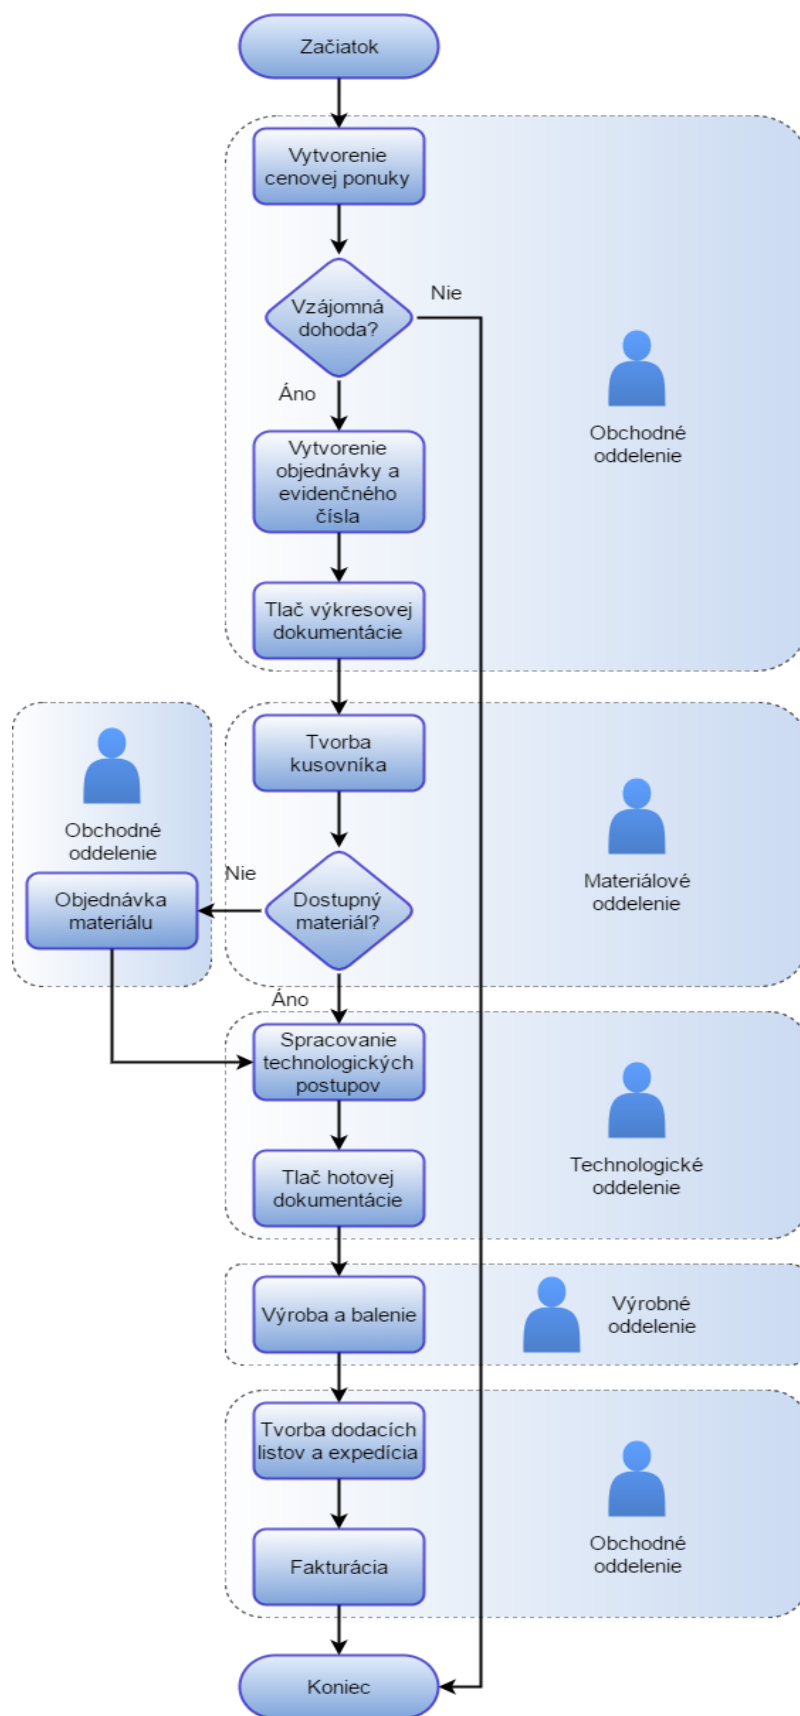 Začiatok
Vytvorenie
cenovej ponuky
Vzájomná
dohoda?
Nie
Áno
Obchodné
oddelenie
Vytvorenie
objednávky a
evidenčného
čísla
Tlač výkresovej
dokumentácie
Tvorba
kusovníka
Obchodné
oddelenie
Nie
Objednávka
materiálu
Dostupný
materiál?
Materiálové
oddelenie
Áno
Spracovanie
technologických
postupov
Tlač hotovej
dokumentácie
Technologické
oddelenie
Výroba a balenie
Výrobné
oddelenie
Tvorba dodacích
listov a expedícia
Fakturácia
Obchodné
oddelenie
Koniec